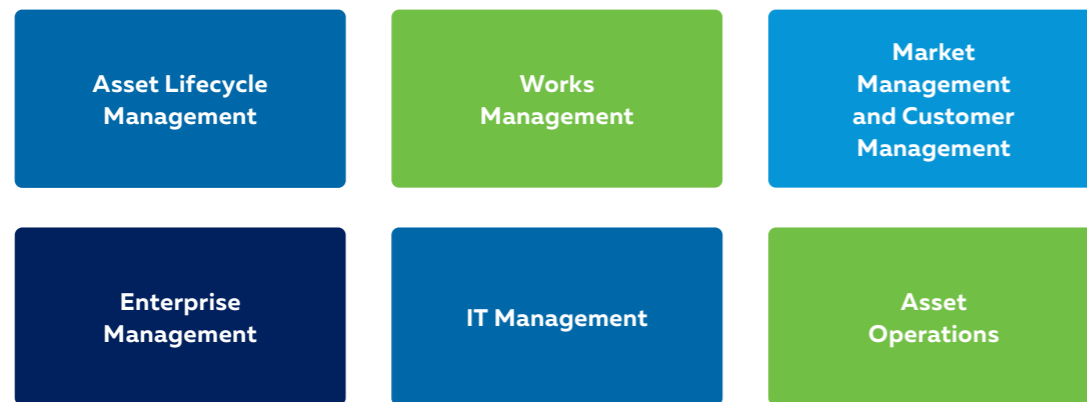 Asset Lifecycle
Management
Works
Management
Market
Management
and Customer
Management
Enterprise
Management
IT Management
Asset
Operations